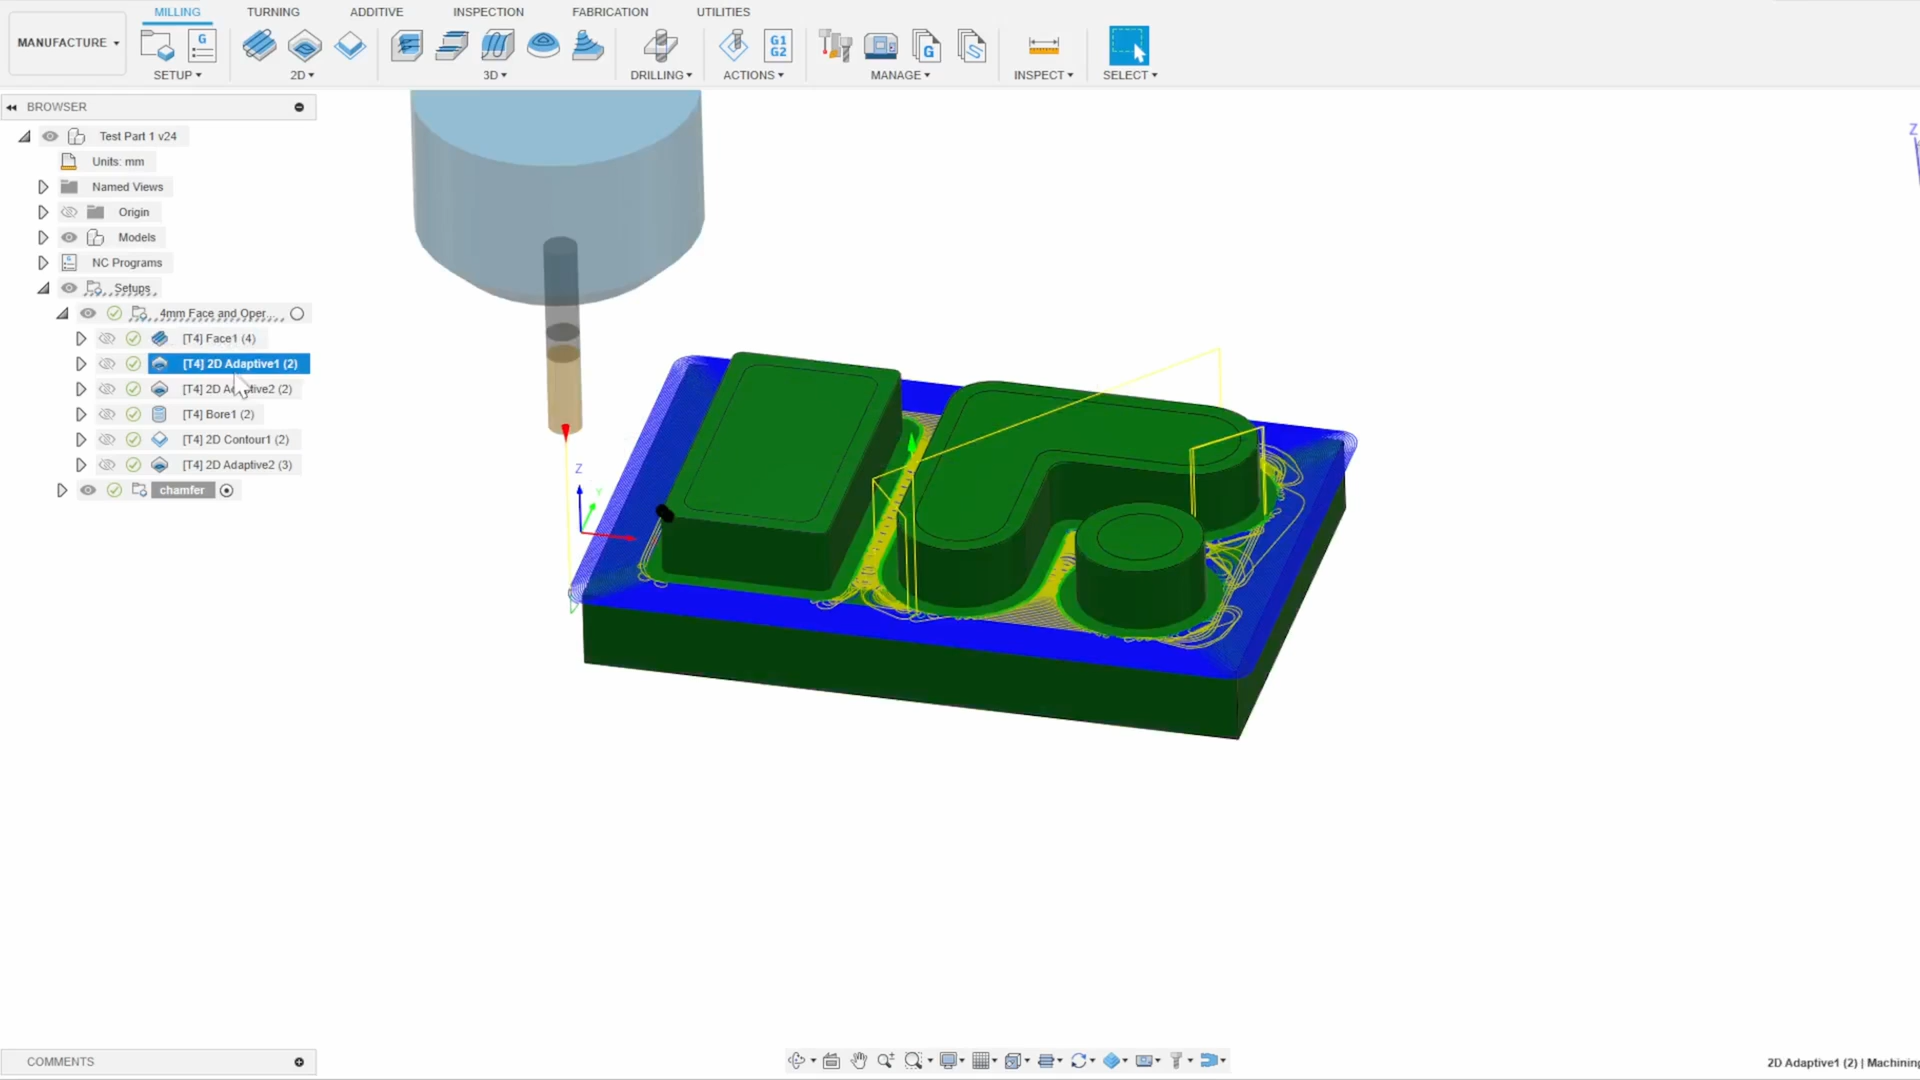 MILLING TURNING ADDITIVE INSPECTION FABRICATION UTILITIES
MANUFACTURE
G
G1
G2
G
SETUP 2D 3D DRILLING ACTIONS MANAGE INSPECT SELECT
BROWSER
Test Part 1 v24
Units: mm
Named Views
Origin
Models
NC Programs
Setups
4mm Face and Oper...
[T4] Face1 (4)
[T4] 2D Adaptive1 (2)
[T4] 2D Adaptive2 (2)
[T4] Bore1 (2)
[T4] 2D Contour1 (2)
[T4] 2D Adaptive2 (3)
chamfer
Z
Y
Z
COMMENTS
2D Adaptive1 (2) | Machining